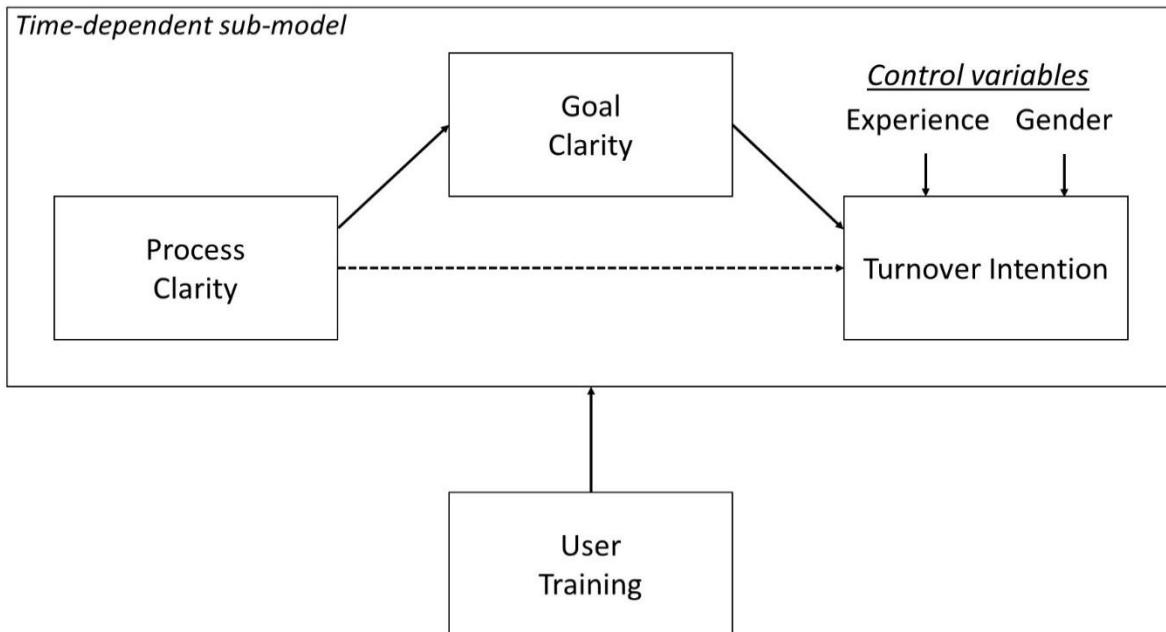 Time-dependent sub-model
Goal
Clarity
Control variables
Experience Gender
Process
Clarity
Turnover Intention
User
Training